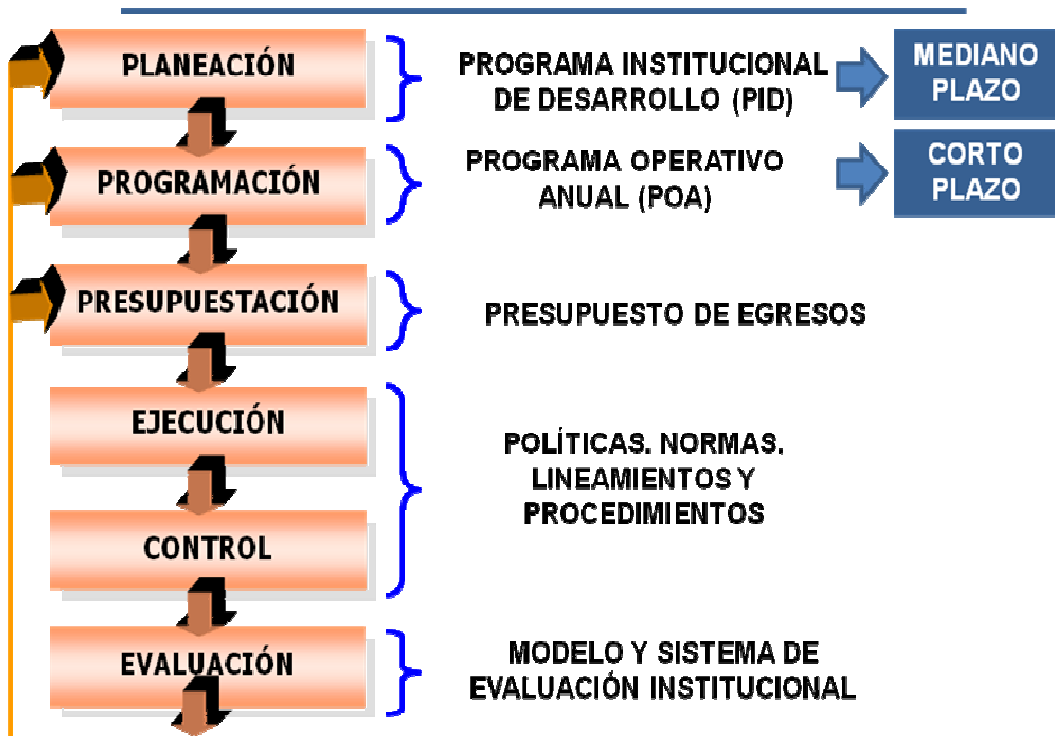 PLANEACIÓN
PROGRAMA INSTITUCIONAL
DE DESARROLLO (PID)
MEDIANO
PLAZO
PROGRAMACIÓN
PROGRAMA OPERATIVO
ANUAL (POA)
CORTO
PLAZO
PRESUPUESTACIÓN
PRESUPUESTO DE EGRESOS
EJECUCIÓN
CONTROL
POLÍTICAS, NORMAS,
LINEAMIENTOS Y
PROCEDIMIENTOS
EVALUACIÓN
MODELO Y SISTEMA DE
EVALUACIÓN INSTITUCIONAL